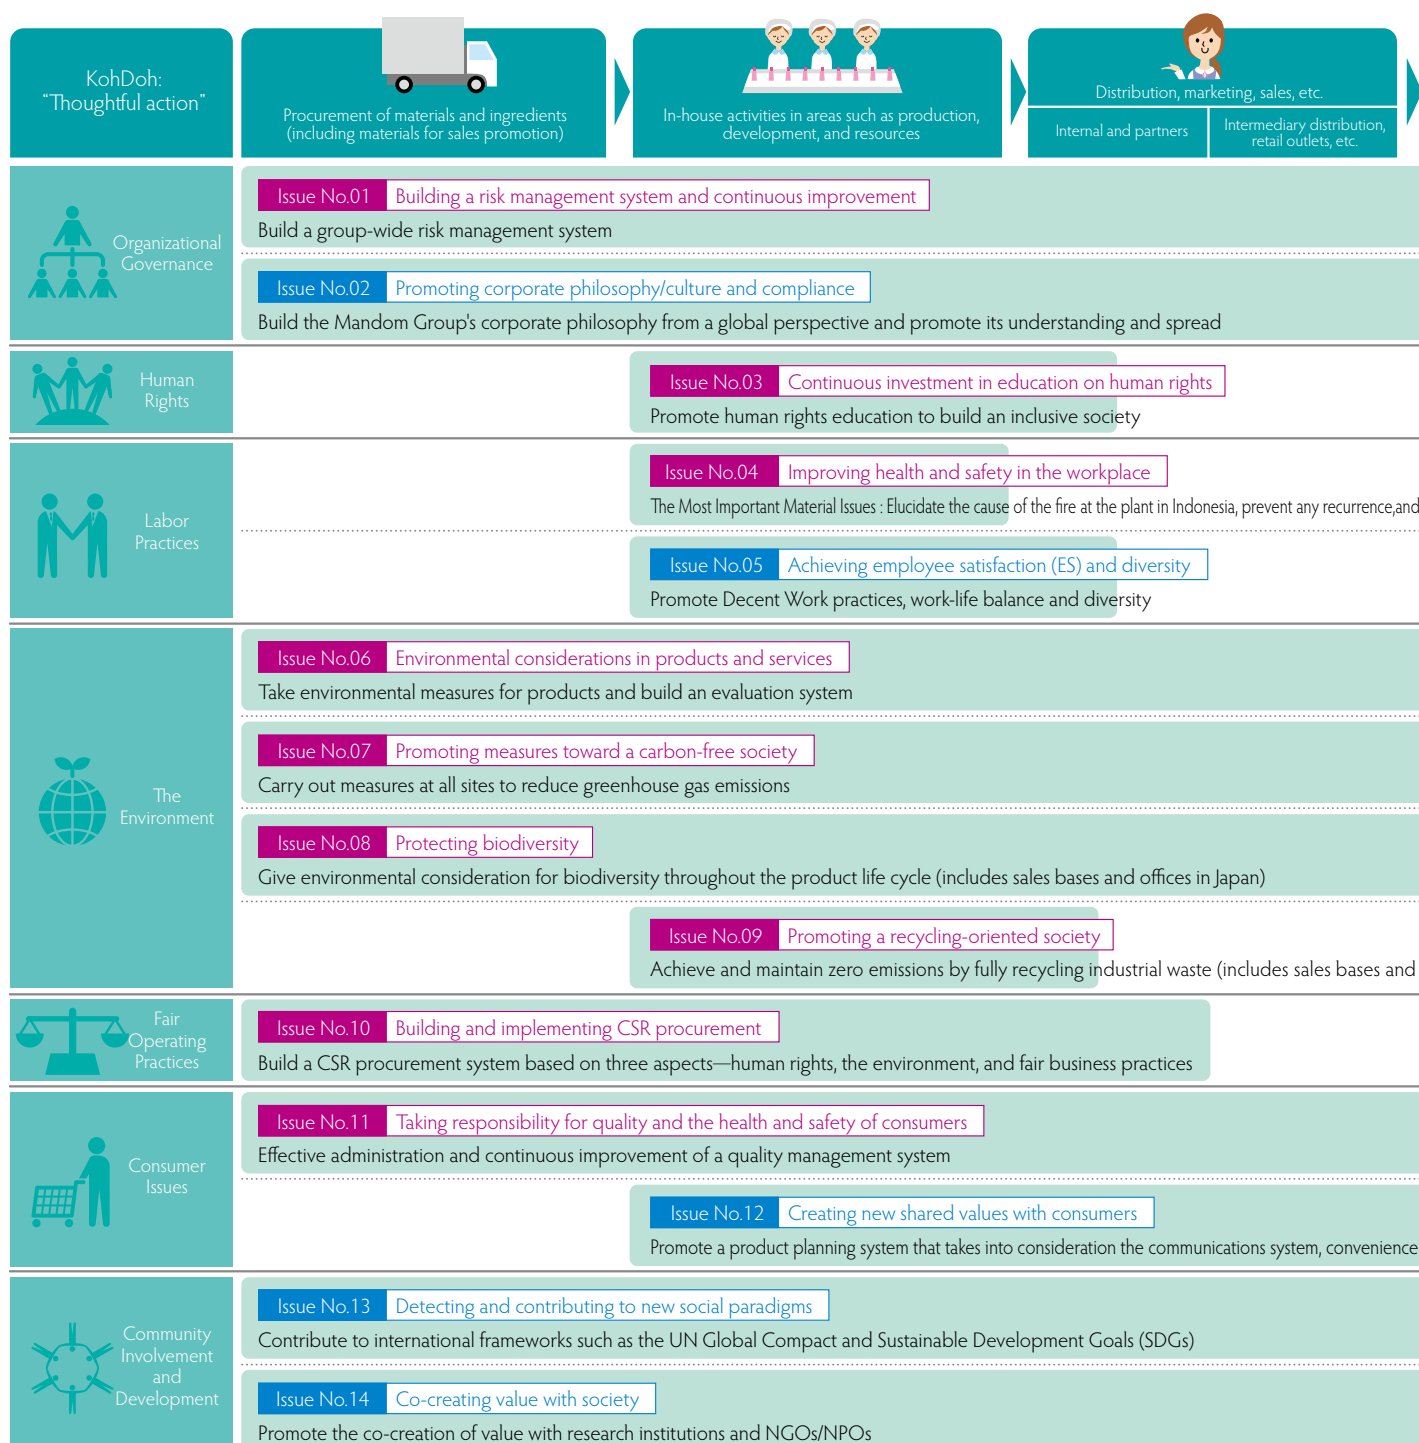 KohDoh:
“Thoughtful action”
Procurement of materials and ingredients
(including materials for sales promotion)
In-house activities in areas such as production,
development, and resources
Distribution, marketing, sales, etc.
Internal and partners
Intermediary distribution,
retail outlets, etc.
Organizational
Governance
Issue No.01 Building a risk management system and continuous improvement
Build a group-wide risk management system
Issue No.02 Promoting corporate philosophy/culture and compliance
Build the Mandom Group's corporate philosophy from a global perspective and promote its understanding and spread
Human
Rights
Issue No.03 Continuous investment in education on human rights
Promote human rights education to build an inclusive society
Labor
Practices
Issue No.04 Improving health and safety in the workplace
The Most Important Material Issues : Elucidate the cause of the fire at the plant in Indonesia, prevent any recurrence,and
Issue No.05 Achieving employee satisfaction (ES) and diversity
Promote Decent Work practices, work-life balance and diversity
The
Environment
Issue No.06 Environmental considerations in products and services
Take environmental measures for products and build an evaluation system
Issue No.07 Promoting measures toward a carbon-free society
Carry out measures at all sites to reduce greenhouse gas emissions
Issue No.08 Protecting biodiversity
Give environmental consideration for biodiversity throughout the product life cycle (includes sales bases and offices in Japan)
Issue No.09 Promoting a recycling-oriented society
Achieve and maintain zero emissions by fully recycling industrial waste (includes sales bases and
Fair
Operating
Practices
Issue No.10 Building and implementing CSR procurement
Build a CSR procurement system based on three aspects—human rights, the environment, and fair business practices
Consumer
Issues
Issue No.11 Taking responsibility for quality and the health and safety of consumers
Effective administration and continuous improvement of a quality management system
Issue No.12 Creating new shared values with consumers
Promote a product planning system that takes into consideration the communications system, convenience
Community
Involvement
and
Development
Issue No.13 Detecting and contributing to new social paradigms
Contribute to international frameworks such as the UN Global Compact and Sustainable Development Goals (SDGs)
Issue No.14 Co-creating value with society
Promote the co-creation of value with research institutions and NGOs/NPOs